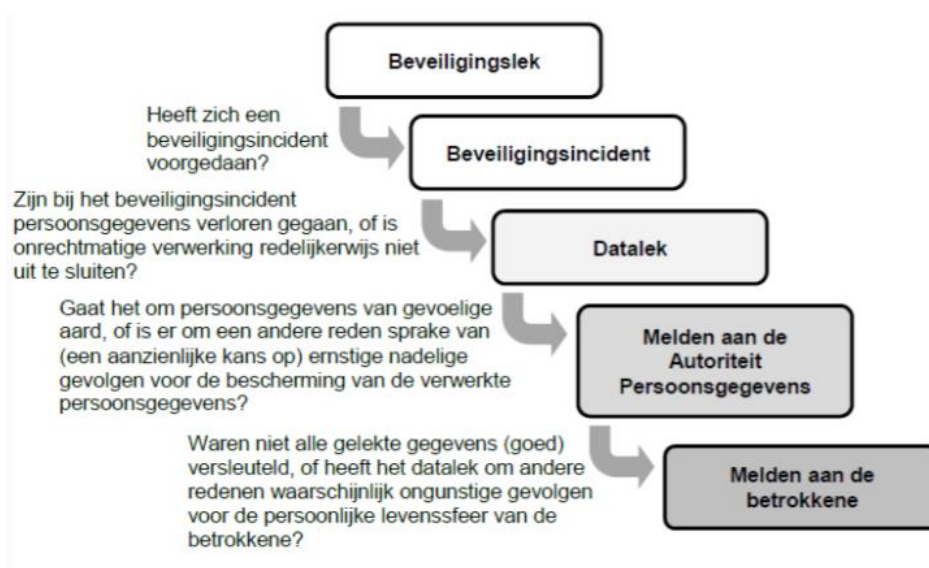 Beveiligingslek
Heeft zich een
beveiligingsincident
voorgedaan?
Beveiligingsincident
Zijn bij het beveiligingsincident
persoonsgegevens verloren gegaan, of is
onrechtmatige verwerking redelijkerwijs niet
uit te sluiten?
Datalek
Gaat het om persoonsgegevens van gevoelige
aard, of is er om een andere reden sprake van
(een aanzienlijke kans op) ernstige nadelige
gevolgen voor de bescherming van de verwerkte
persoonsgegevens?
Melden aan de
Autoriteit
Persoonsgegevens
Waren niet alle gelekte gegevens (goed)
versleuteld, of heeft het datalek om andere
redenen waarschijnlijk ongunstige gevolgen
voor de persoonlijke levenssfeer van de
betrokkene?
Melden aan de
betrokkene